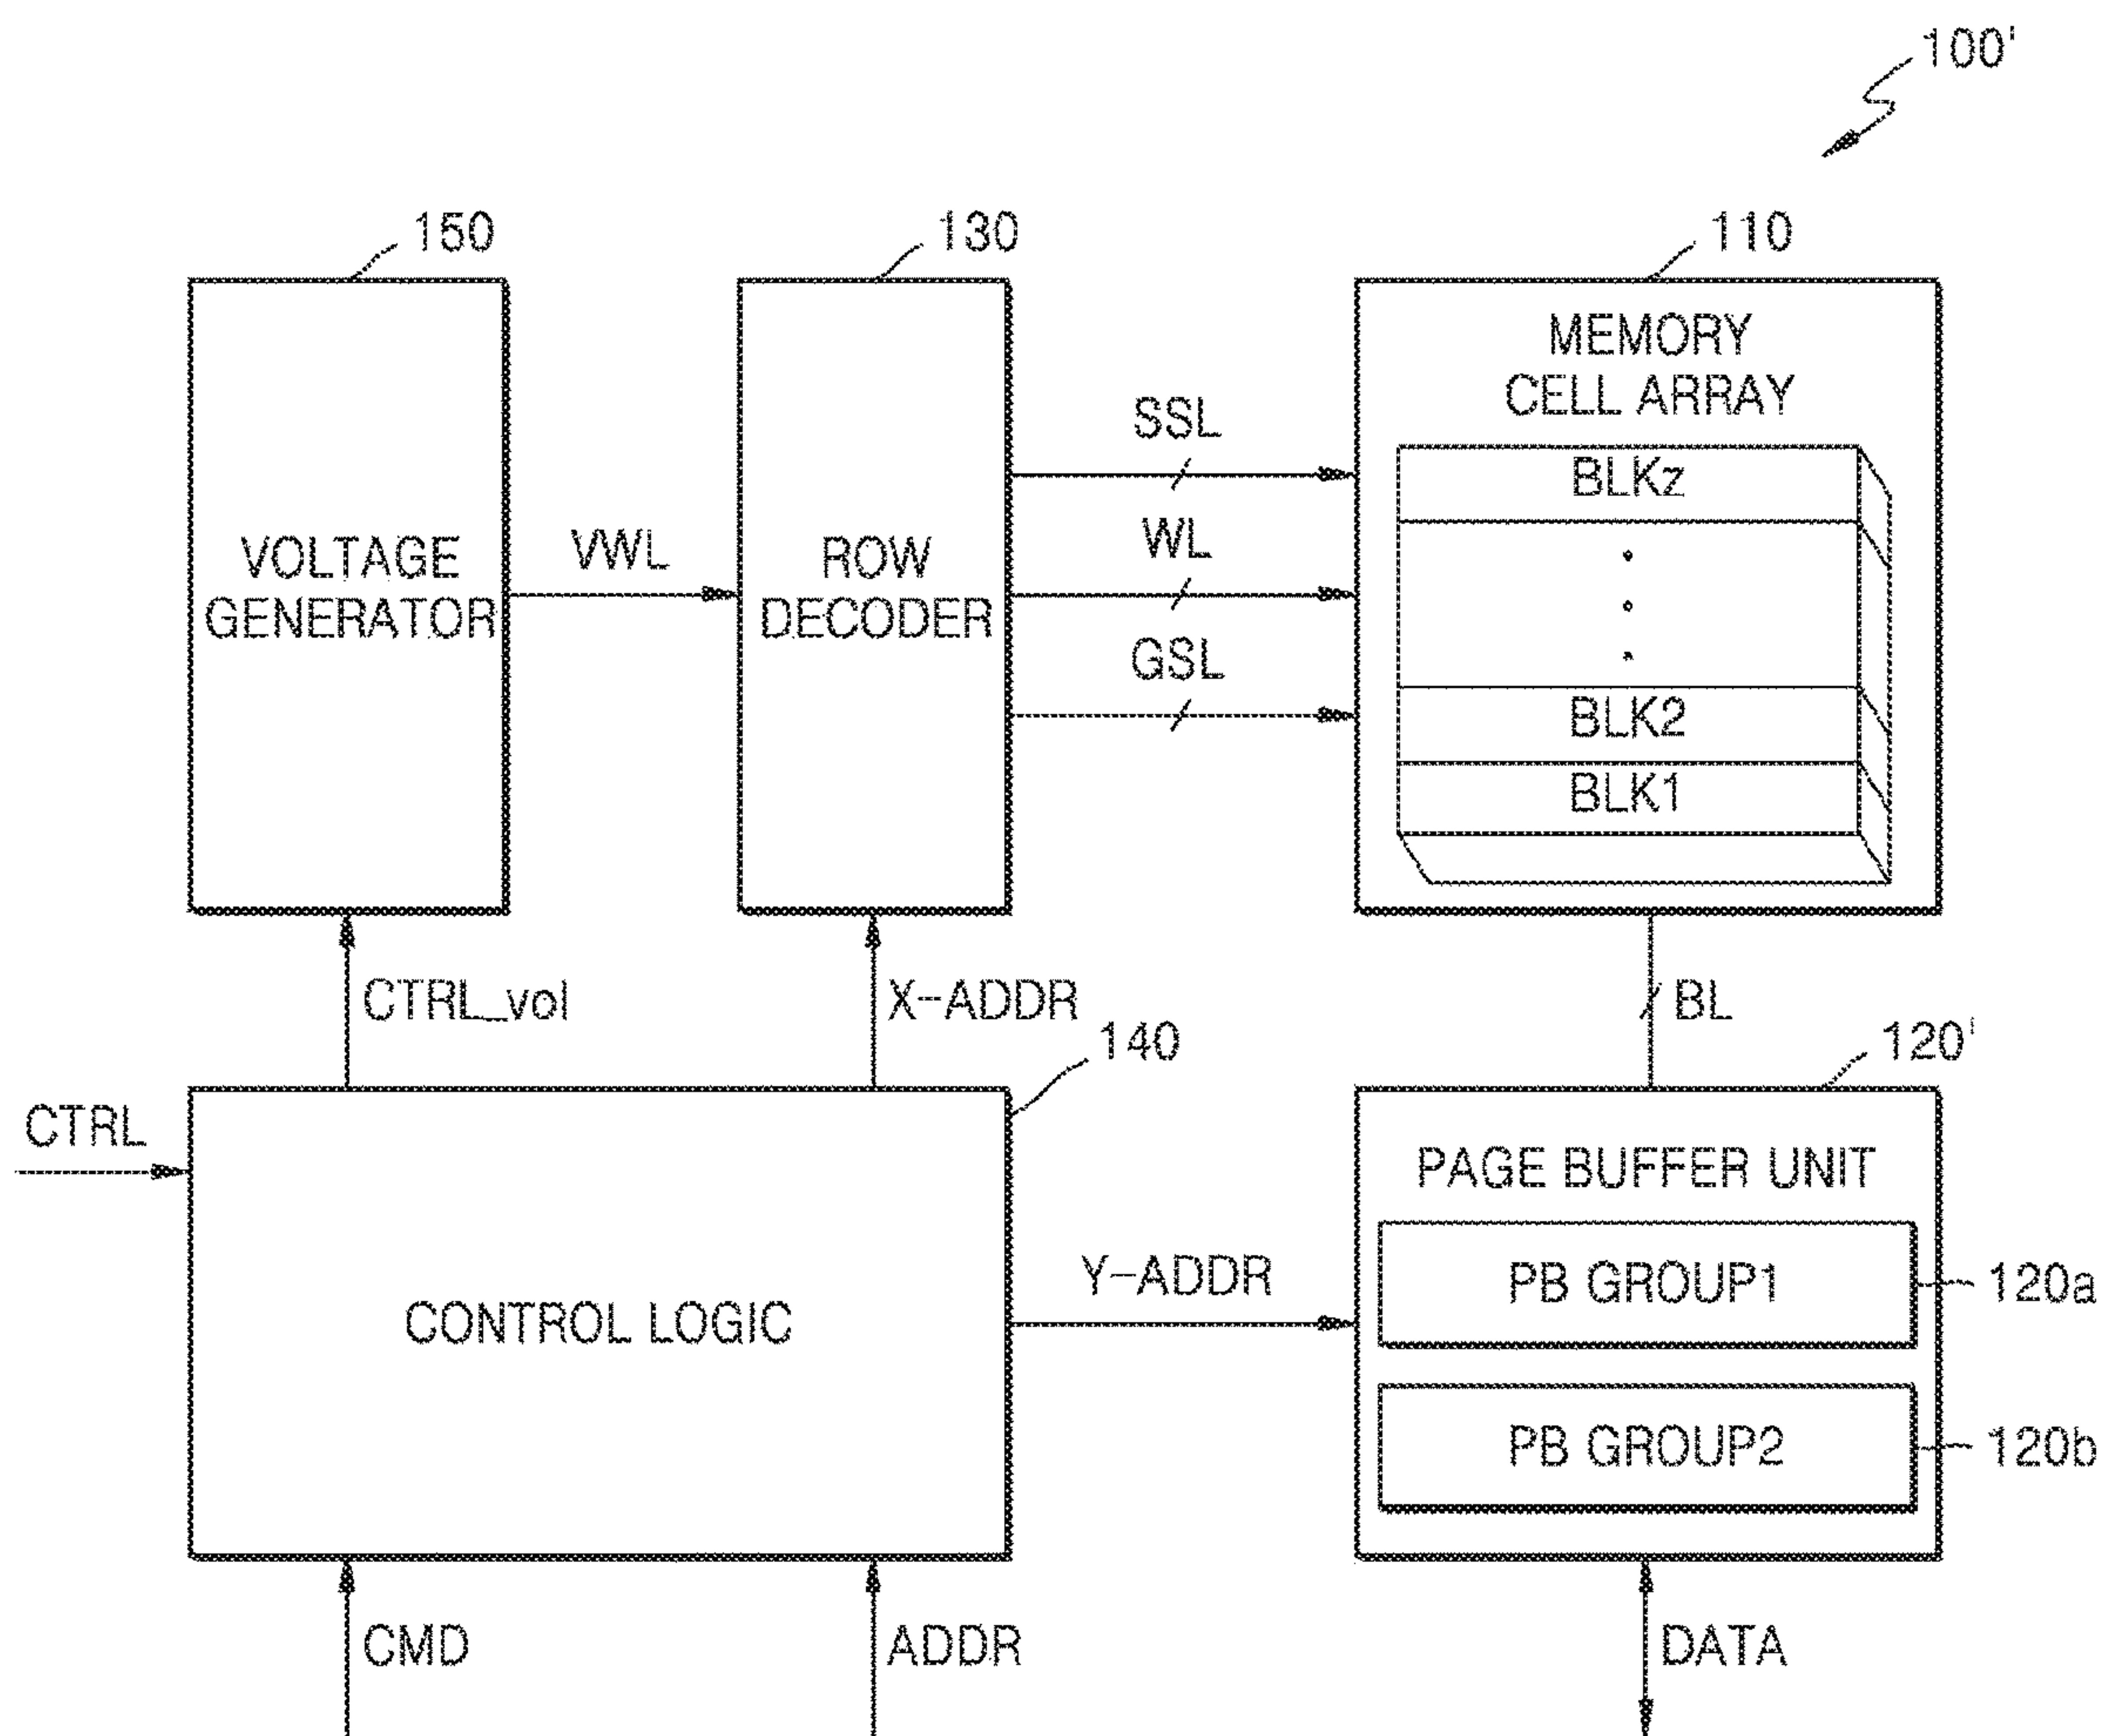 100'
150
130
110
MEMORY
CELL ARRAY
SSL
BLKz
WL
VWL
VOLTAGE
GENERATOR
ROW
DECODER
GSL
BLK2
BLK1
CTRL_vol
X-ADDR
BL
140
120'
CTRL
PAGE BUFFER UNIT
Y-ADDR
PB GROUP1
120a
CONTROL LOGIC
PB GROUP2
120b
CMD
ADDR
DATA